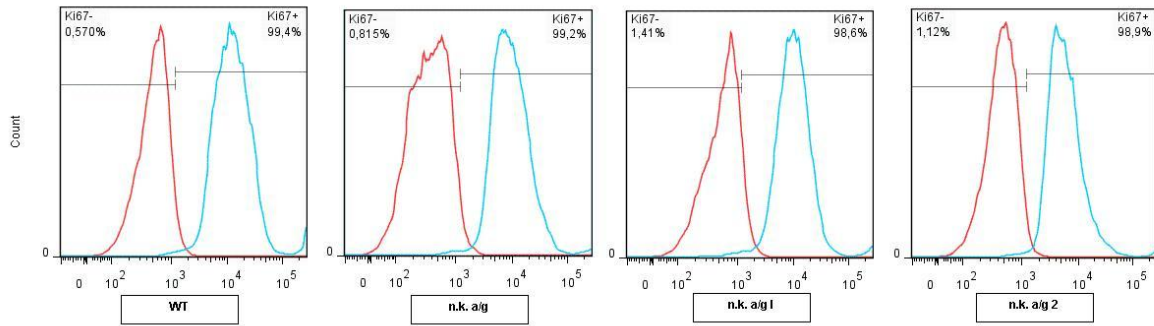 Ki67- Ki67+
0,570% 99,4%
Ki67- Ki67+
0,815% 99,2%
Ki67- Ki67+
1,41% 98,6%
Ki67- Ki67+
1,12% 98,9%
Count
0 0 0 0
0 10^2 10^3 10^4 10^5
0 10^2 10^3 10^4 10^5
0 10^2 10^3 10^4 10^5
0 10^2 10^3 10^4 10^5
WT
n.k. a/g
n.k. a/g 1
n.k. a/g 2